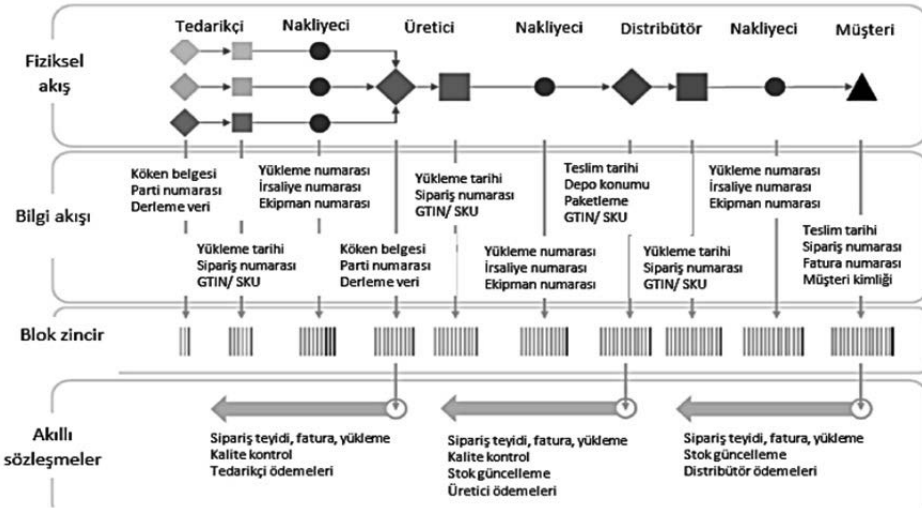 Tedarikçi
Nakliyeci
Üretici
Nakliyeci
Distribütör
Nakliyeci
Müşteri
Fiziksel
akış
Bilgi akışı
Köken belgesi
Parti numarası
Derleme veri
Yükleme tarihi
Sipariş numarası
GTIN/ SKU
Yükleme numarası
İrsaliye numarası
Ekipman numarası
Köken belgesi
Parti numarası
Derleme veri
Yükleme tarihi
Sipariş numarası
GTIN/ SKU
Yükleme numarası
İrsaliye numarası
Ekipman numarası
Teslim tarihi
Depo konumu
Paketleme
GTIN/ SKU
Yükleme tarihi
Sipariş numarası
GTIN/ SKU
Yükleme numarası
İrsaliye numarası
Ekipman numarası
Teslim tarihi
Sipariş numarası
Fatura numarası
Müşteri kimliği
Blok zincir
Akıllı
sözleşmeler
Sipariş teyidi, fatura, yükleme
Kalite kontrol
Tedarikçi ödemeleri
Sipariş teyidi, fatura, yükleme
Kalite kontrol
Stok güncelleme
Üretici ödemeleri
Sipariş teyidi, fatura, yükleme
Stok güncelleme
Distribütör ödemeleri